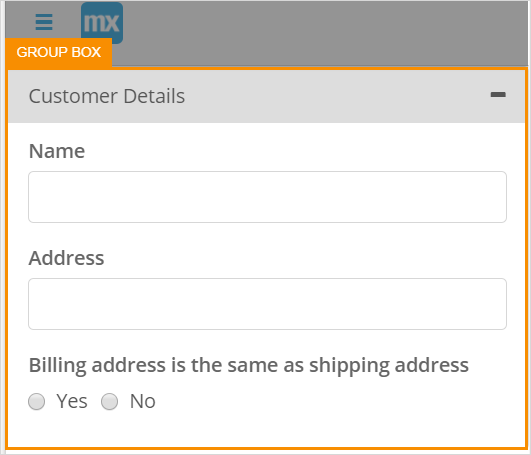 mx
GROUP BOX
Customer Details
Name
Address
Billing address is the same as shipping address
Yes No